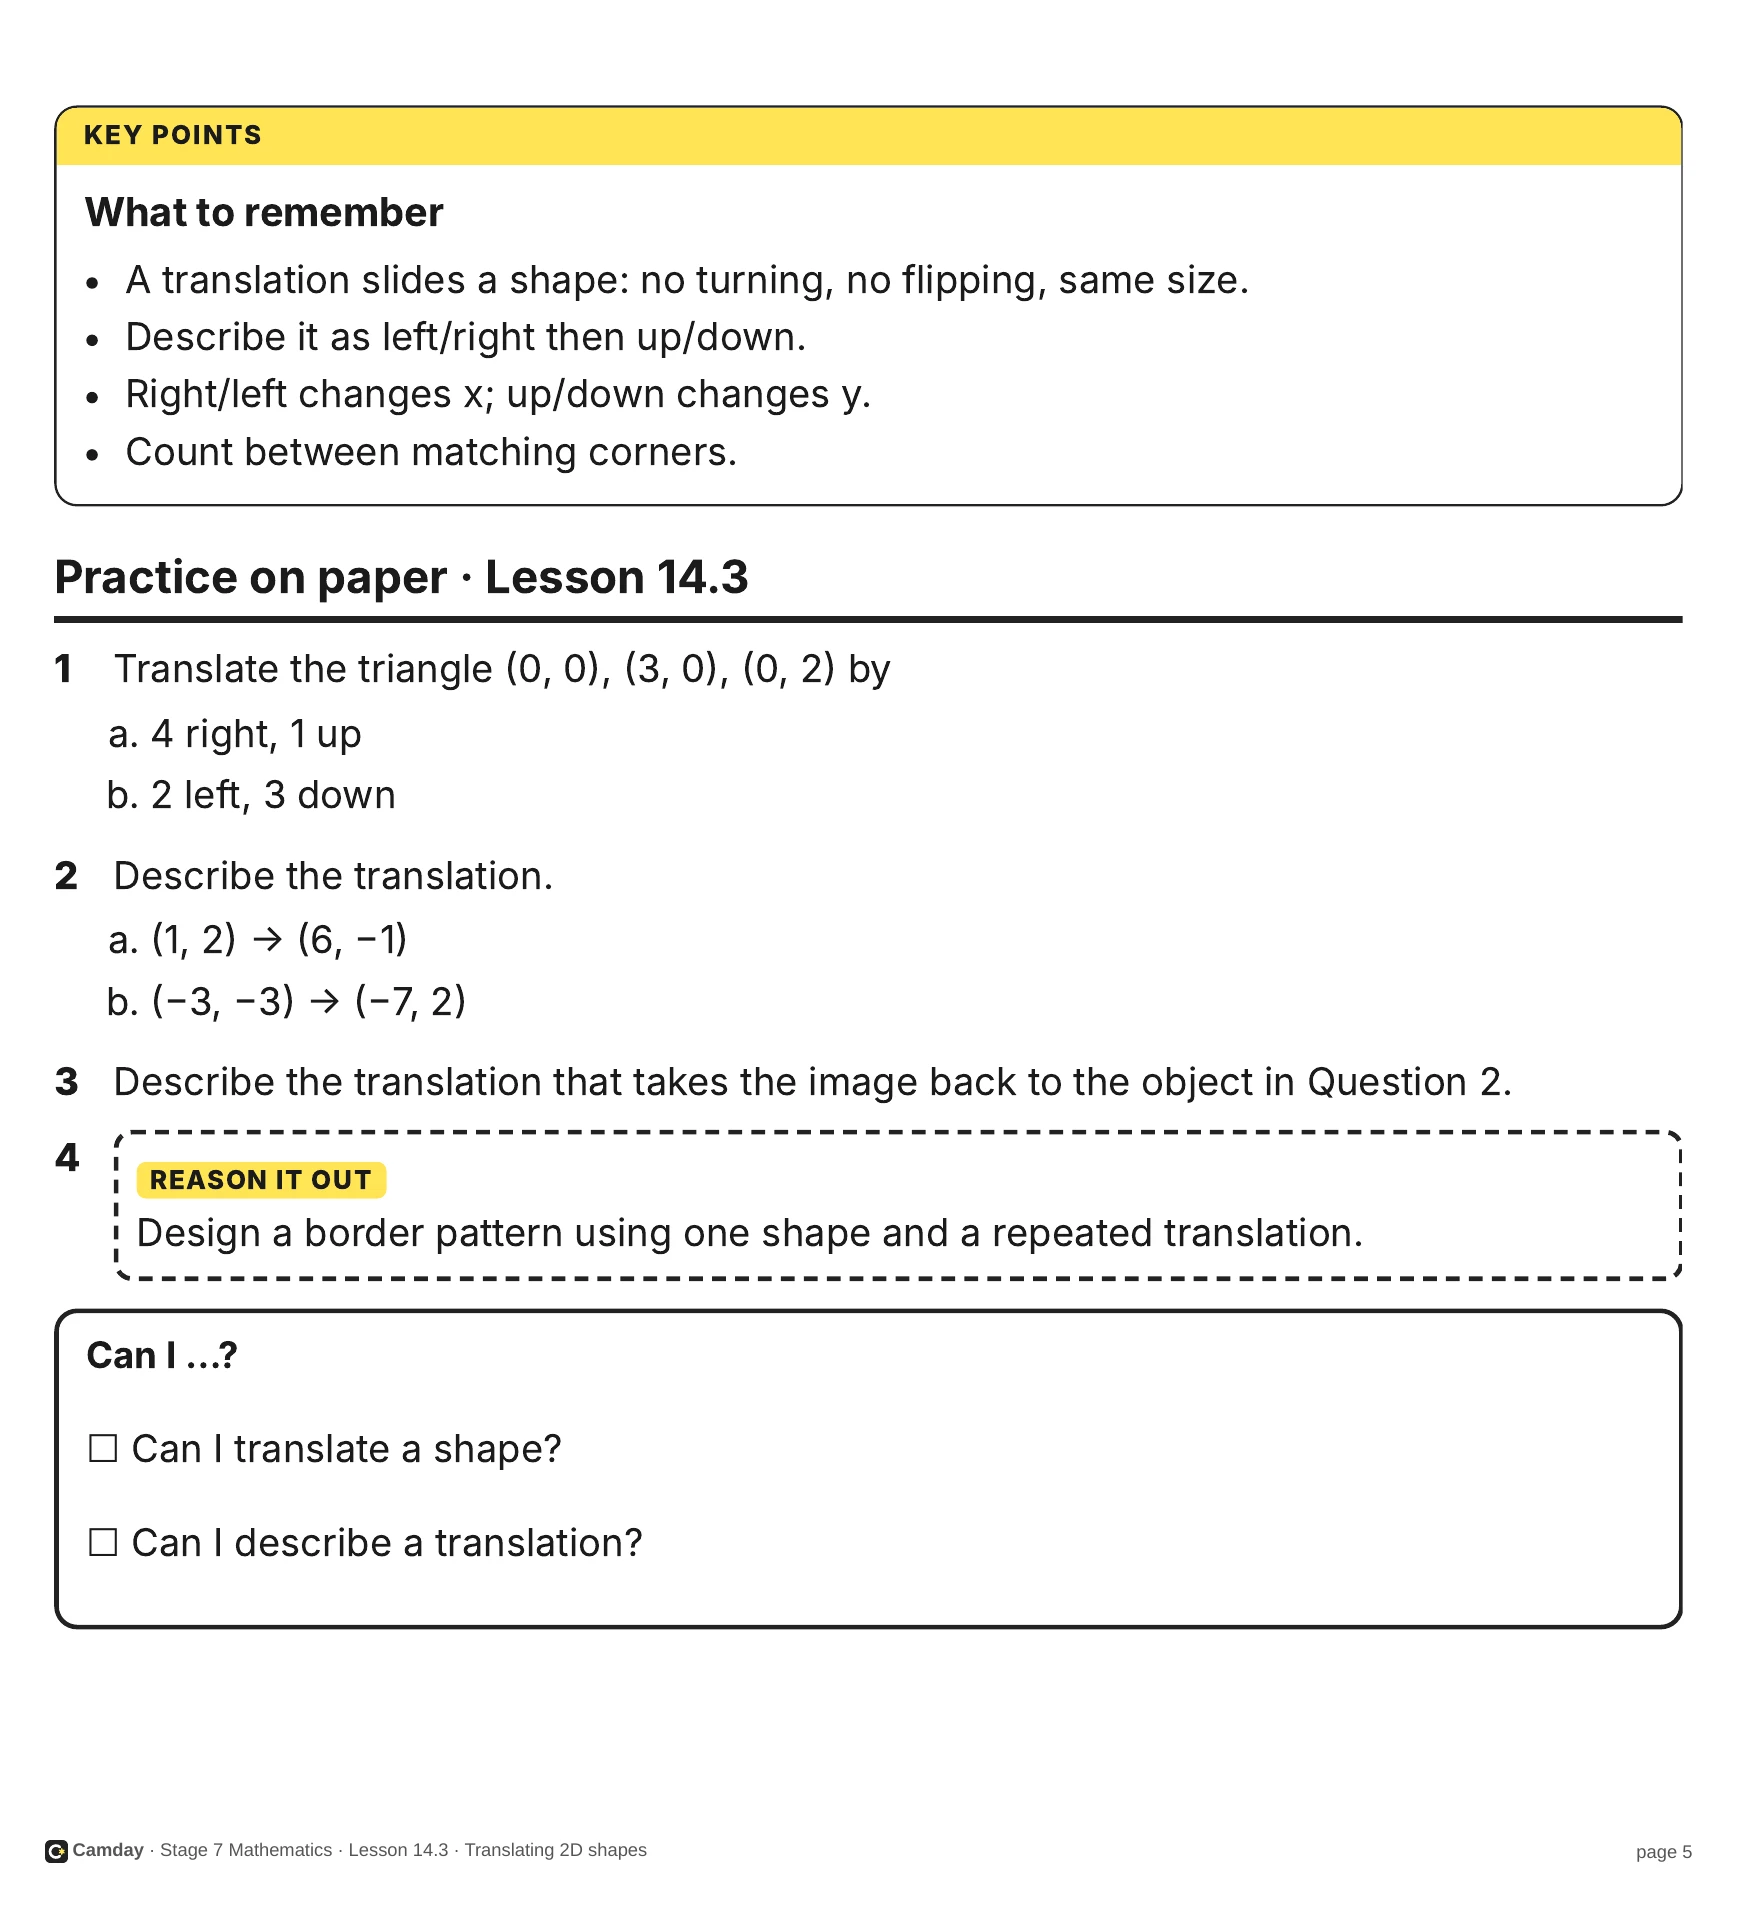 KEY POINTS
What to remember
• A translation slides a shape: no turning, no flipping, same size.
• Describe it as left/right then up/down.
• Right/left changes x; up/down changes y.
• Count between matching corners.
Practice on paper · Lesson 14.3
1 Translate the triangle (0, 0), (3, 0), (0, 2) by
a. 4 right, 1 up
b. 2 left, 3 down
2 Describe the translation.
a. (1, 2) → (6, −1)
b. (−3, −3) → (−7, 2)
3 Describe the translation that takes the image back to the object in Question 2.
4
REASON IT OUT
Design a border pattern using one shape and a repeated translation.
Can I …?
☐ Can I translate a shape?
☐ Can I describe a translation?
Camday · Stage 7 Mathematics · Lesson 14.3 · Translating 2D shapes
page 5